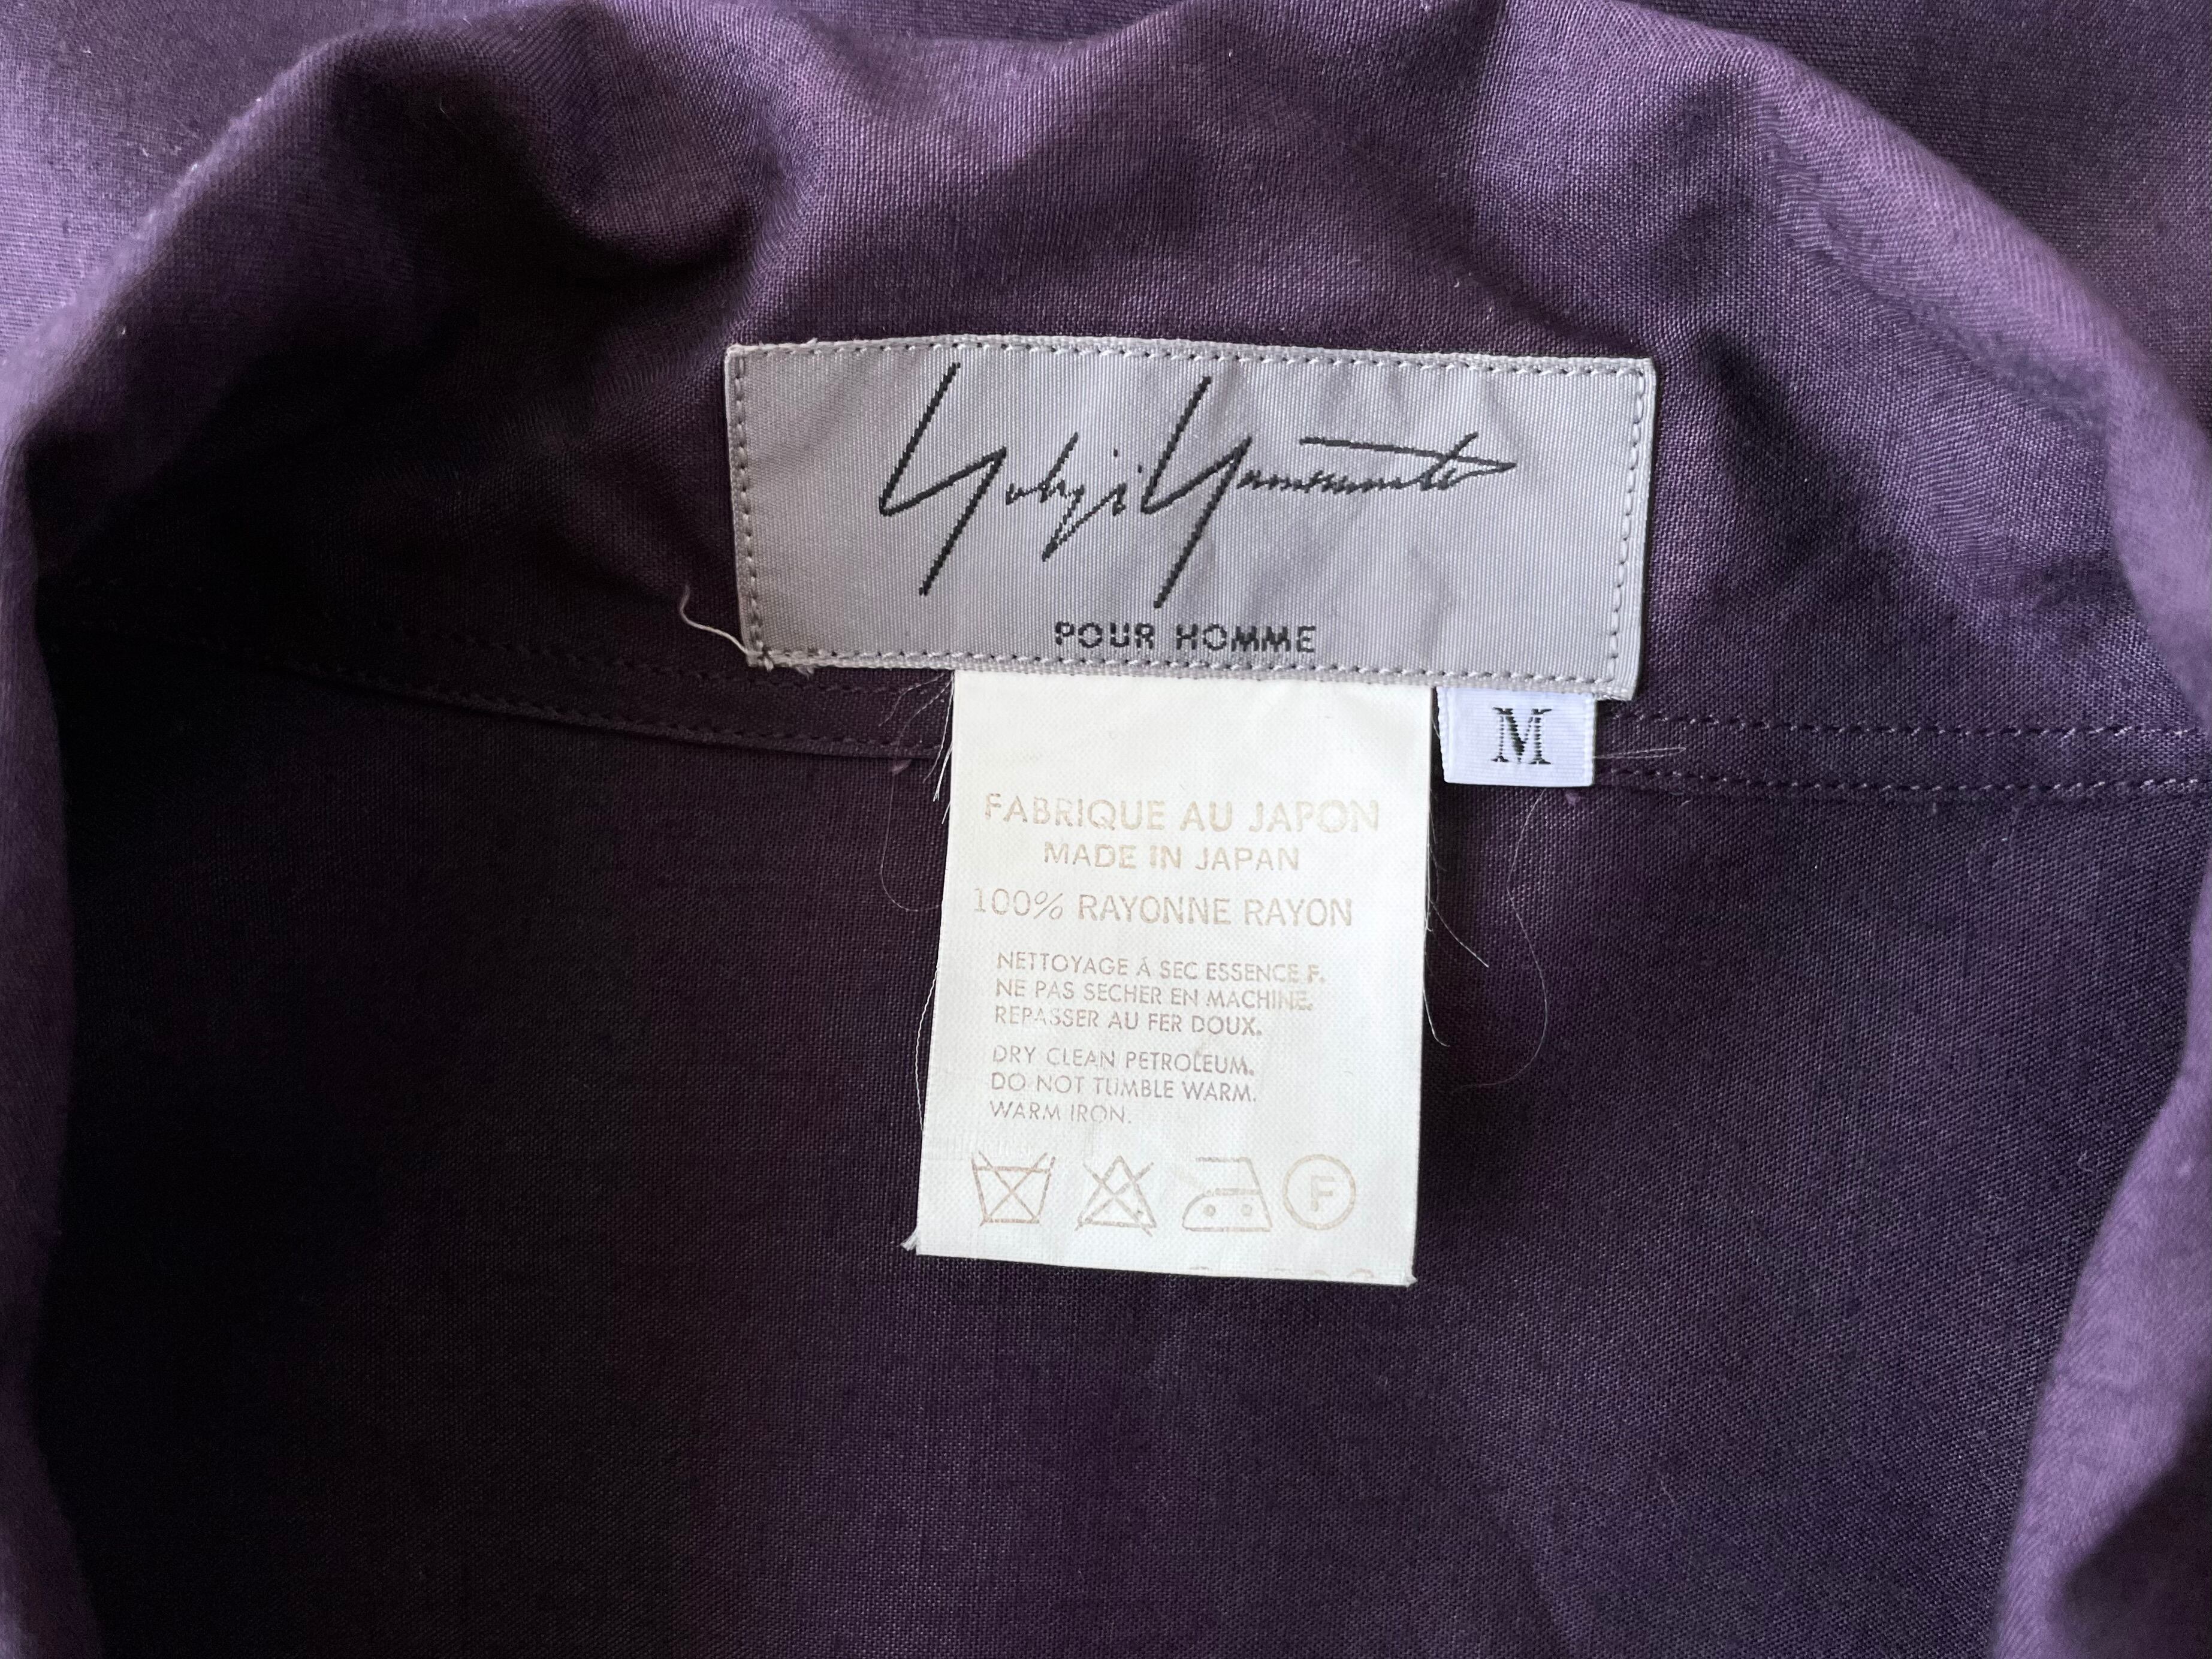 Yohji Yamamoto
POUR HOMME
M
FABRIQUE AU JAPON
MADE IN JAPAN
100% RAYONNE RAYON
NETTOYAGE À SEC ESSENCE F.
NE PAS SECHER EN MACHINE.
REPASSER AU FER DOUX.
DRY CLEAN PETROLEUM.
DO NOT TUMBLE WARM.
WARM IRON.
F